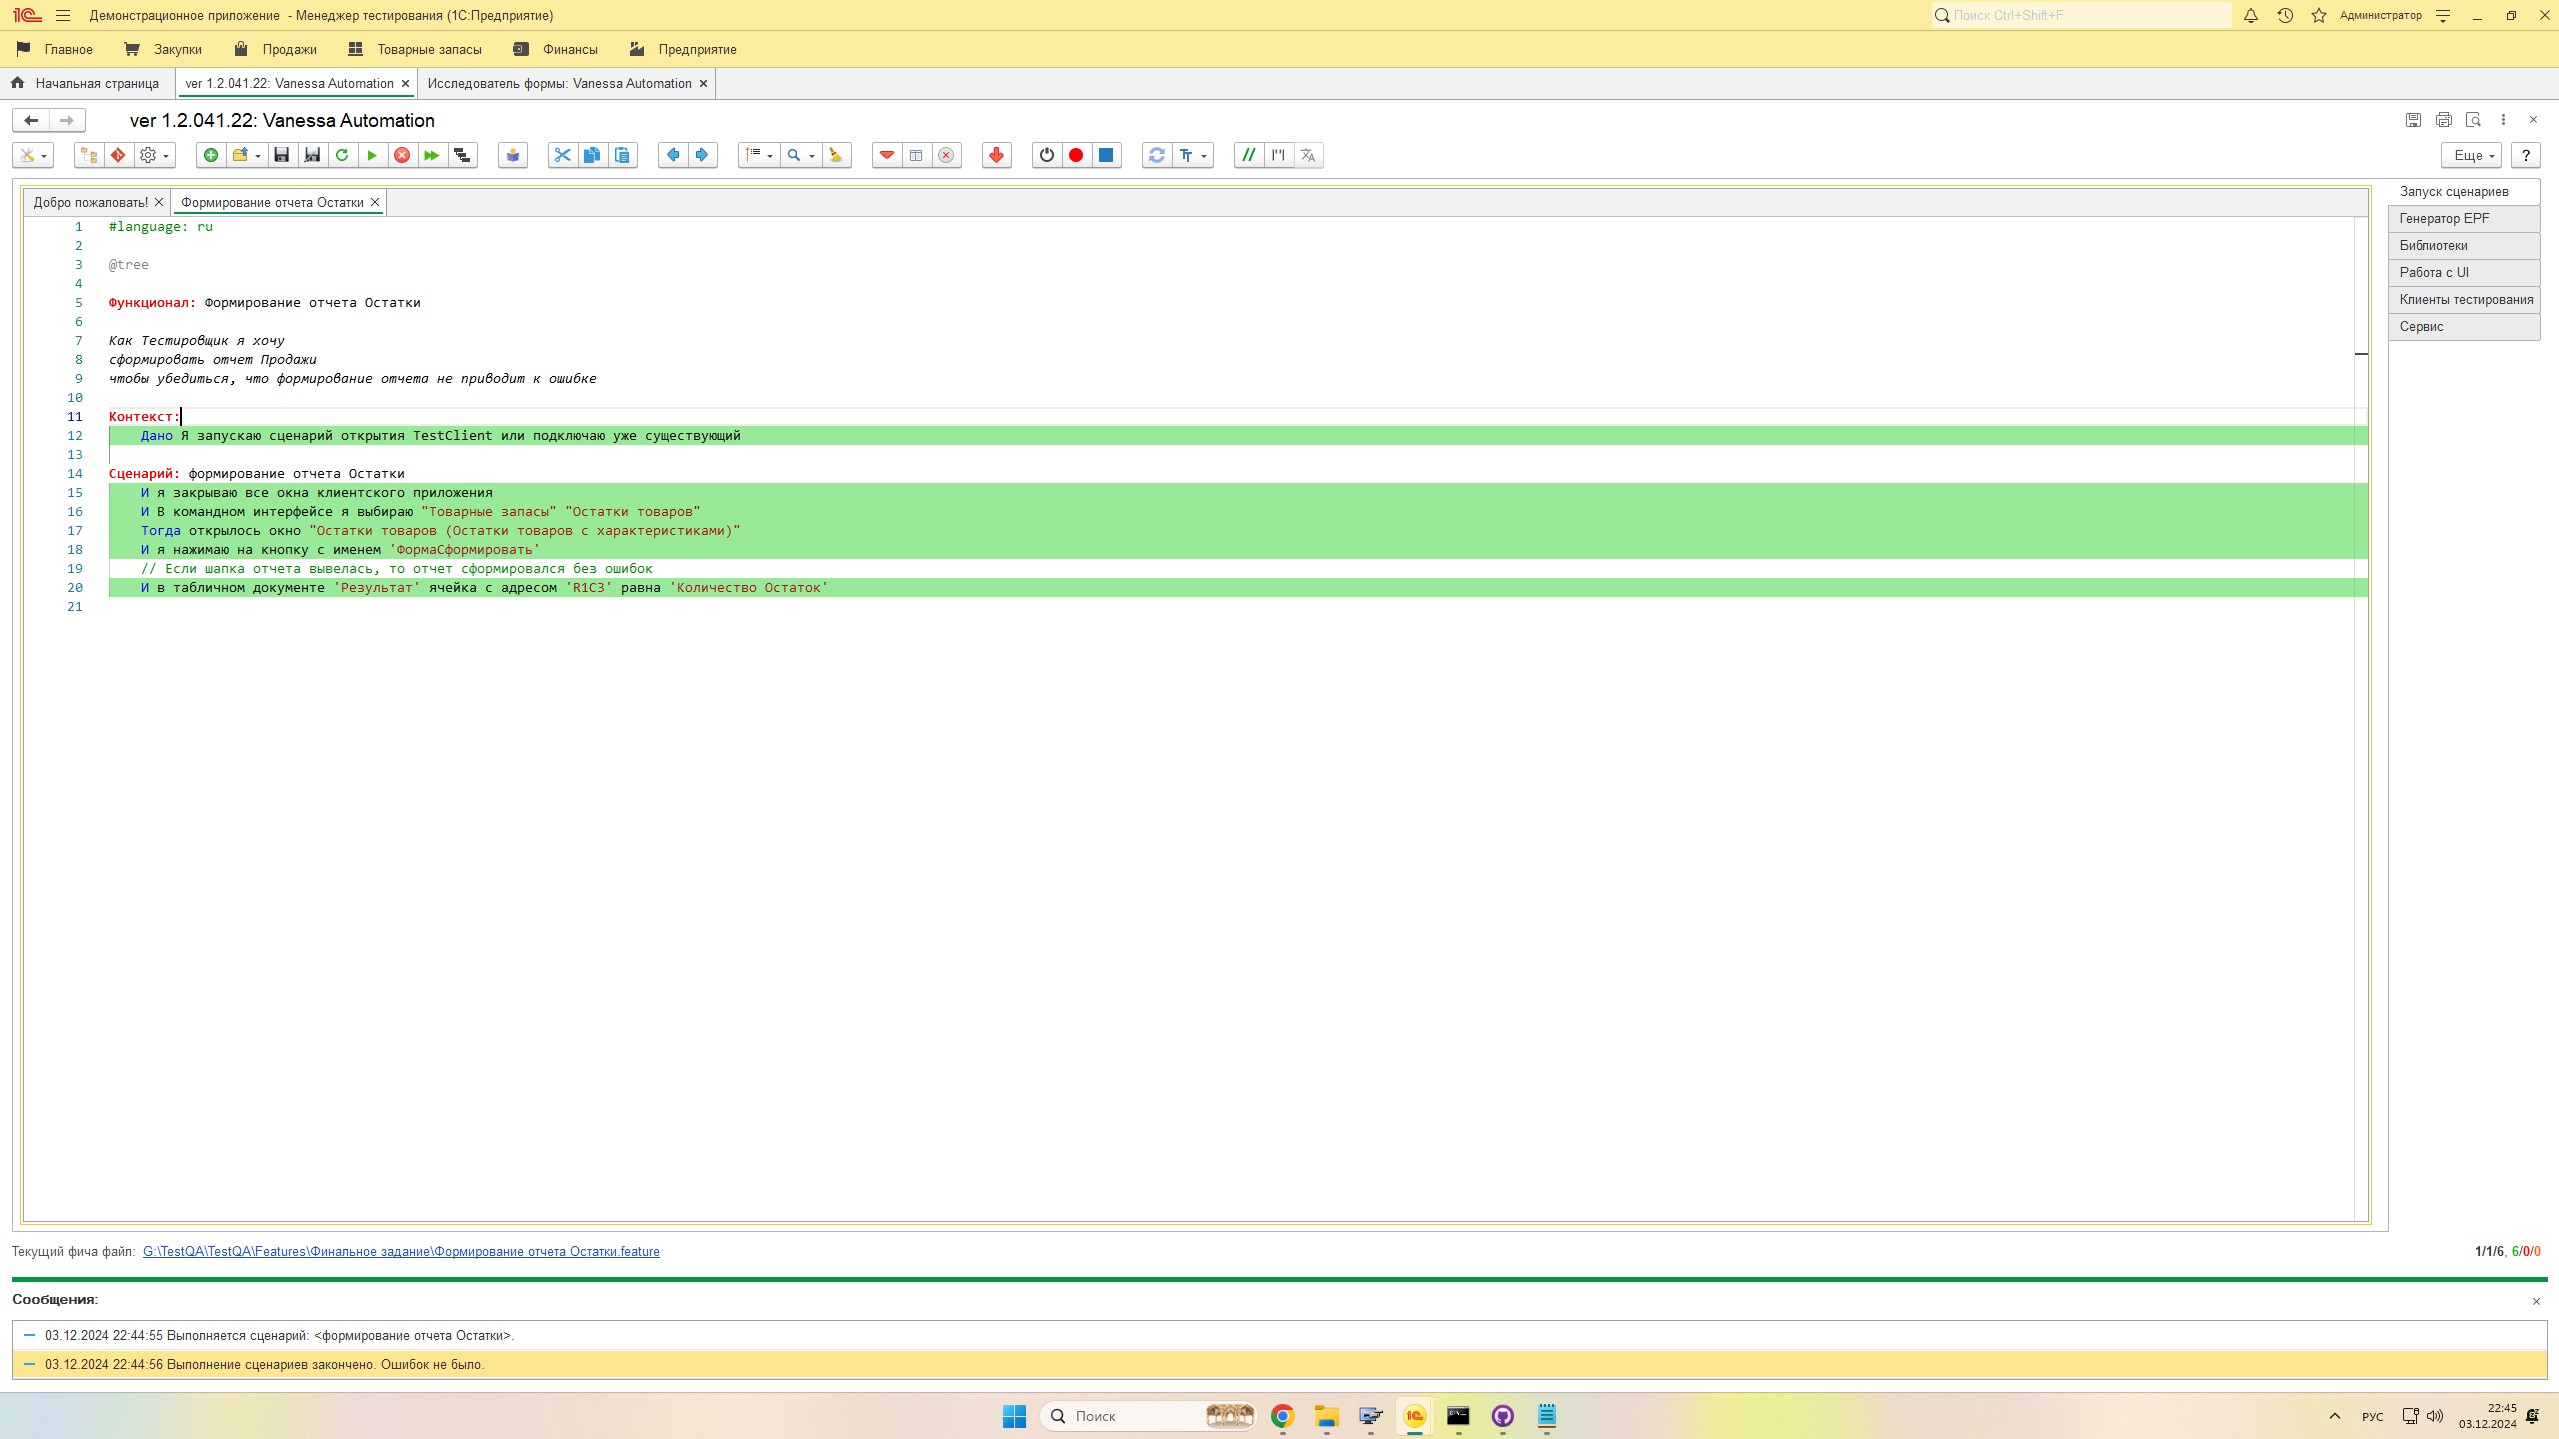 Демонстрационное приложение - Менеджер тестирования (1С:Предприятие)
Поиск Ctrl+Shift+F
Администратор
Главное Закупки Продажи Товарные запасы Финансы Предприятие
Начальная страница ver 1.2.041.22: Vanessa Automation Исследователь формы: Vanessa Automation
ver 1.2.041.22: Vanessa Automation
Еще ?
Добро пожаловать! Формирование отчета Остатки
1 #language: ru
2
3 @tree
4
5 Функционал: Формирование отчета Остатки
6
7 Как Тестировщик я хочу
8 сформировать отчет Продажи
9 чтобы убедиться, что формирование отчета не приводит к ошибке
10
11 Контекст:
12 Дано Я запускаю сценарий открытия TestClient или подключаю уже существующий
13
14 Сценарий: формирование отчета Остатки
15 И я закрываю все окна клиентского приложения
16 И В командном интерфейсе я выбираю "Товарные запасы" "Остатки товаров"
17 Тогда открылось окно "Остатки товаров (Остатки товаров с характеристиками)"
18 И я нажимаю на кнопку с именем 'ФормаСформировать'
19 // Если шапка отчета вывелась, то отчет сформировался без ошибок
20 И в табличном документе 'Результат' ячейка с адресом 'R1C3' равна 'Количество Остаток'
21
Запуск сценариев
Генератор EPF
Библиотеки
Работа с UI
Клиенты тестирования
Сервис
Текущий фича файл: G:\TestQA\TestQA\Features\Финальное задание\Формирование отчета Остатки.feature
1/1/6, 6/0/0
Сообщения:
03.12.2024 22:44:55 Выполняется сценарий: <формирование отчета Остатки>.
03.12.2024 22:44:56 Выполнение сценариев закончено. Ошибок не было.
Поиск
РУС
22:45
03.12.2024